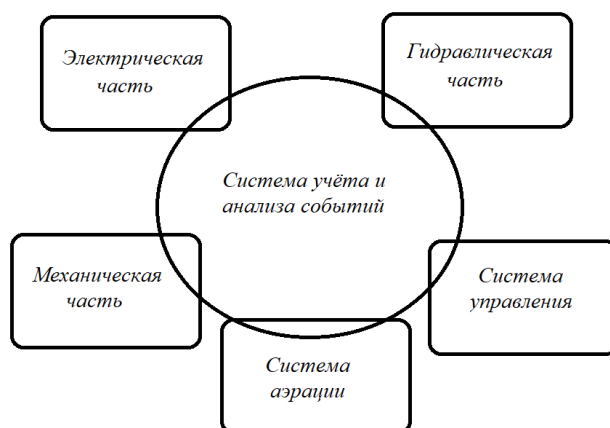 Электрическая
часть
Гидравлическая
часть
Система учёта и
анализа событий
Механическая
часть
Система
управления
Система
аэрации